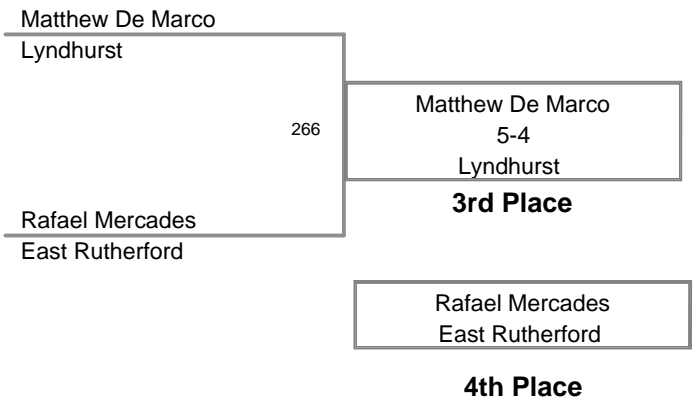 Matthew De Marco
Lyndhurst
266
Matthew De Marco
5-4
Lyndhurst
3rd Place
Rafael Mercades
East Rutherford
Rafael Mercades
East Rutherford
4th Place